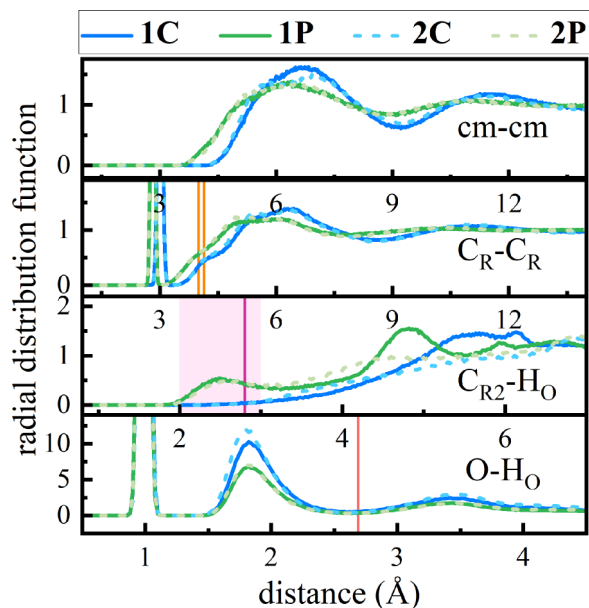 1C 1P 2C 2P
radial distribution function
1
0
cm-cm
3 6 9 12
1
0
C_R-C_R
3 6 9 12
2
1
0
C_R2-H_O
2 4 6
10
5
0
O-H_O
1 2 3 4
distance (Å)